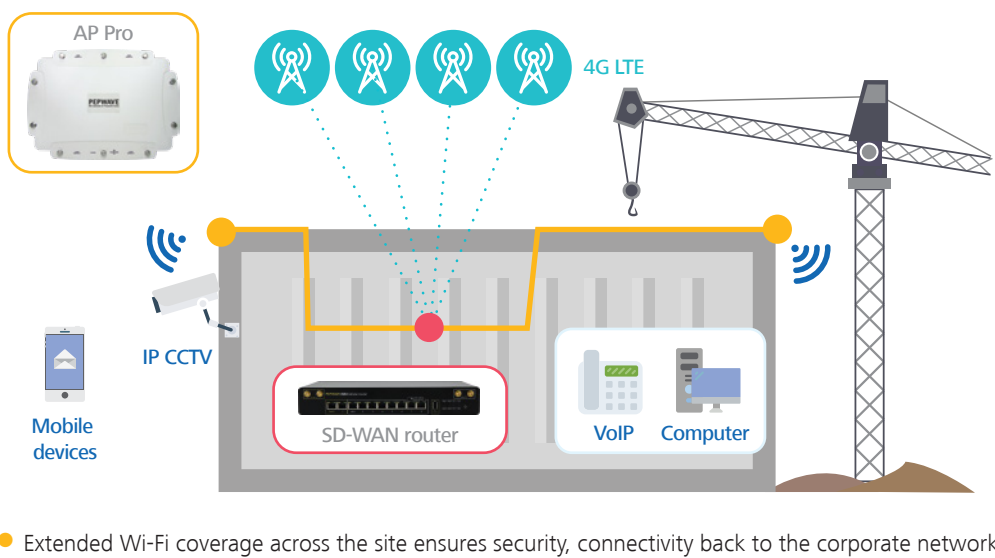 AP Pro
PEPWAVE
4G LTE
IP CCTV
Mobile
devices
SD-WAN router
VoIP
Computer
Extended Wi-Fi coverage across the site ensures security, connectivity back to the corporate network